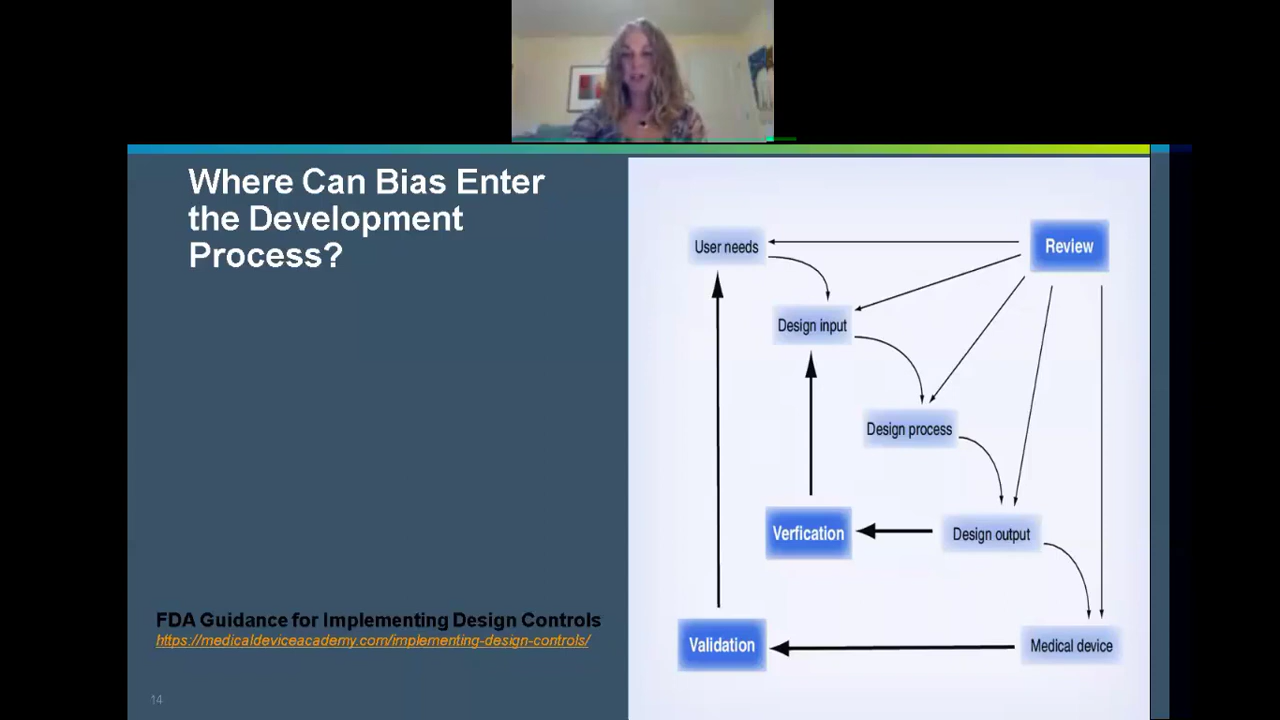 Where Can Bias Enter
the Development
Process?
User needs
Review
Design input
Design process
Verfication
Design output
FDA Guidance for Implementing Design Controls
https://medicaldeviceacademy.com/implementing-design-controls/
Validation
Medical device
14